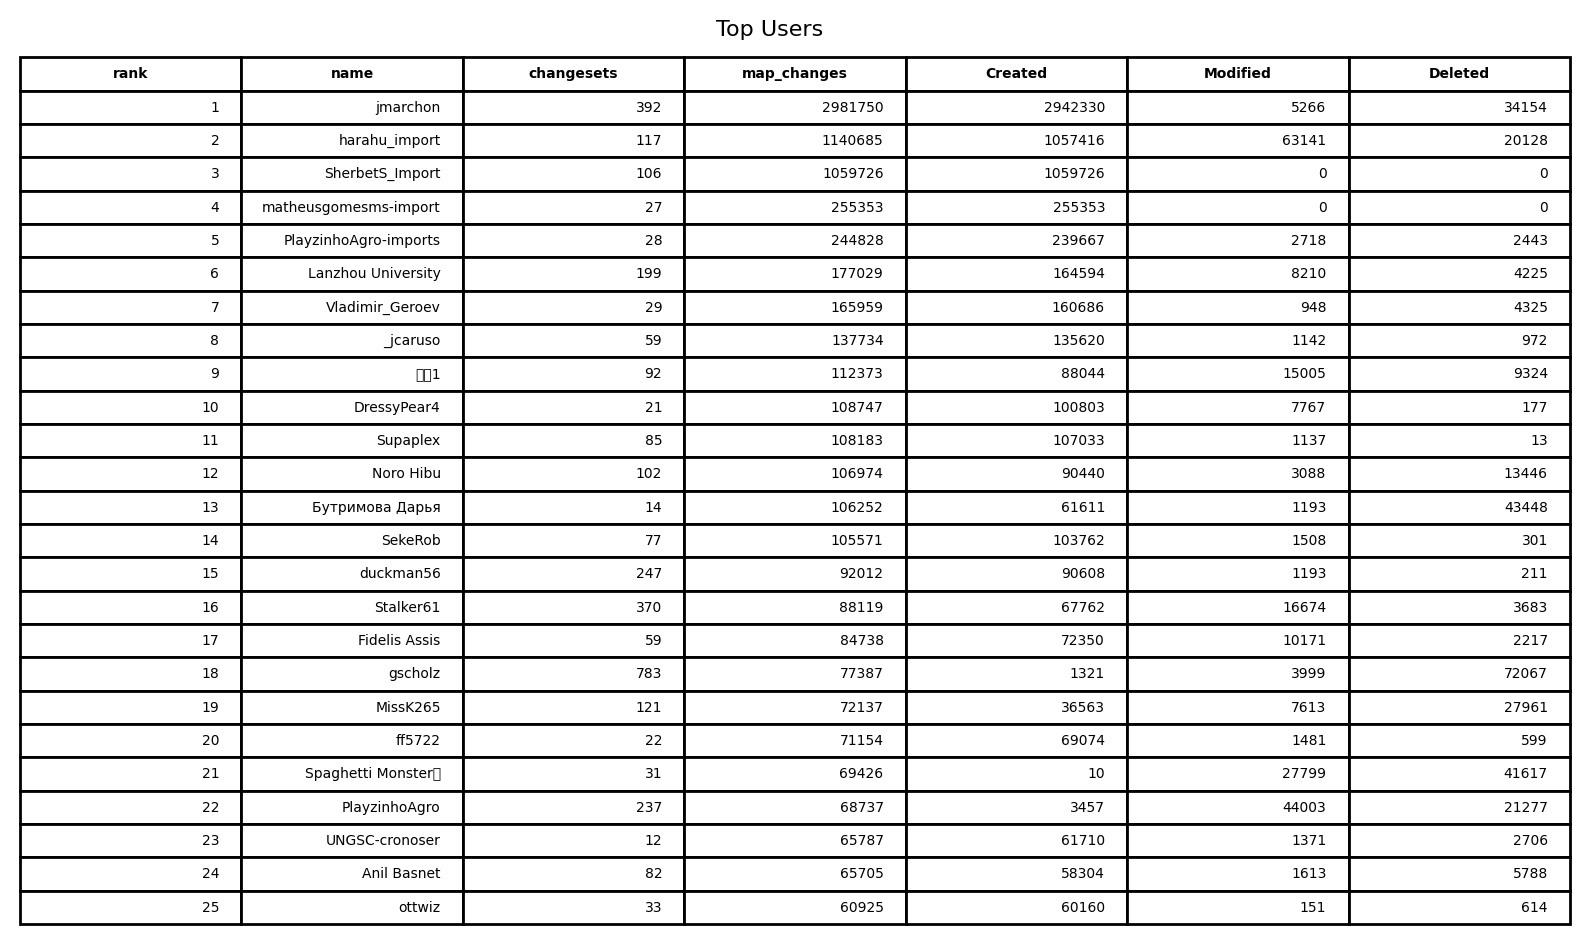 Top Users
rank name changesets map_changes Created Modified Deleted
1 jmarchon 392 2981750 2942330 5266 34154
2 harahu_import 117 1140685 1057416 63141 20128
3 SherbetS_Import 106 1059726 1059726 0 0
4 matheusgomesms-import 27 255353 255353 0 0
5 PlayzinhoAgro-imports 28 244828 239667 2718 2443
6 Lanzhou University 199 177029 164594 8210 4225
7 Vladimir_Geroev 29 165959 160686 948 4325
8 _jcaruso 59 137734 135620 1142 972
9 1 92 112373 88044 15005 9324
10 DressyPear4 21 108747 100803 7767 177
11 Supaplex 85 108183 107033 1137 13
12 Noro Hibu 102 106974 90440 3088 13446
13 Бутримова Дарья 14 106252 61611 1193 43448
14 SekeRob 77 105571 103762 1508 301
15 duckman56 247 92012 90608 1193 211
16 Stalker61 370 88119 67762 16674 3683
17 Fidelis Assis 59 84738 72350 10171 2217
18 gscholz 783 77387 1321 3999 72067
19 MissK265 121 72137 36563 7613 27961
20 ff5722 22 71154 69074 1481 599
21 Spaghetti Monster 31 69426 10 27799 41617
22 PlayzinhoAgro 237 68737 3457 44003 21277
23 UNGSC-cronoser 12 65787 61710 1371 2706
24 Anil Basnet 82 65705 58304 1613 5788
25 ottwiz 33 60925 60160 151 614